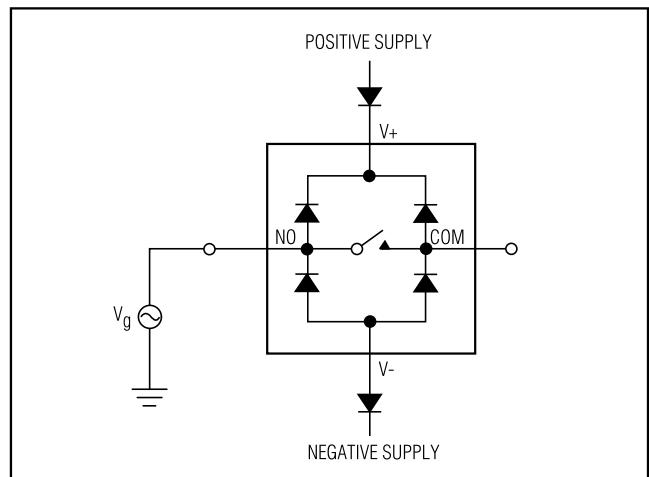 POSITIVE SUPPLY
V+
NO
COM
Vg
V-
NEGATIVE SUPPLY